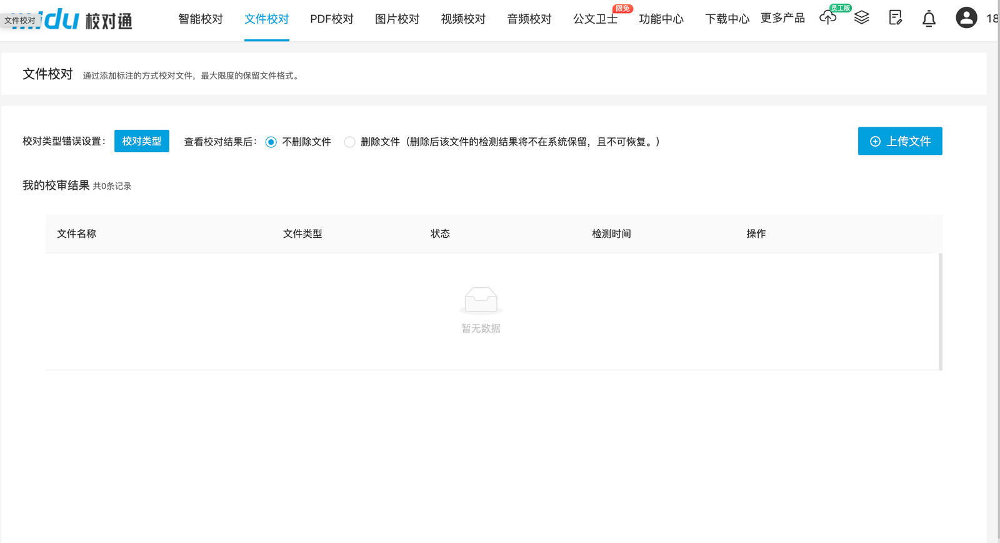 文件校对
midu 校对通
智能校对 文件校对 PDF校对 图片校对 视频校对 音频校对 公文卫士 限免 功能中心 下载中心 更多产品 员工版 18
文件校对 通过添加标注的方式校对文件，最大限度的保留文件格式。
校对类型错误设置： 校对类型 查看校对结果后： 不删除文件 删除文件（删除后该文件的检测结果将不在系统保留，且不可恢复。） 上传文件
我的校审结果 共0条记录
文件名称 文件类型 状态 检测时间 操作
暂无数据